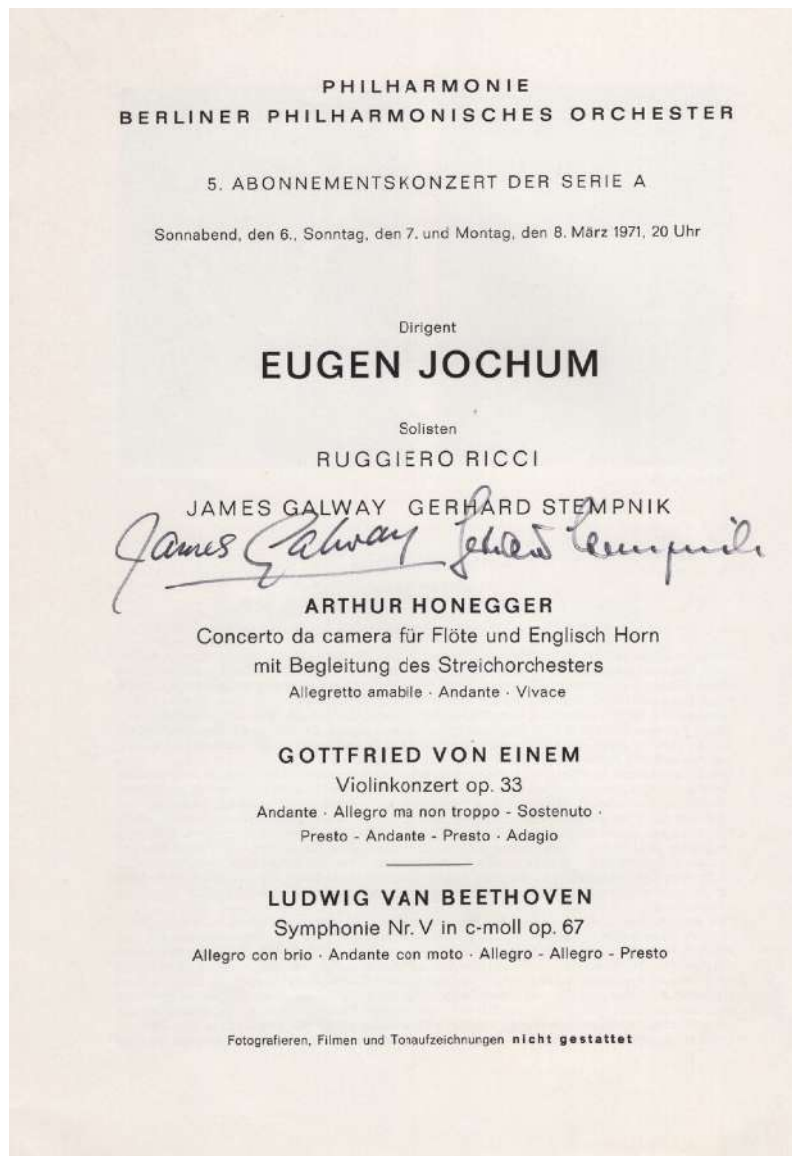 PHILHARMONIE
BERLINER PHILHARMONISCHES ORCHESTER
5. ABONNEMENTSKONZERT DER SERIE A
Sonnabend, den 6., Sonntag, den 7. und Montag, den 8. März 1971, 20 Uhr
Dirigent
EUGEN JOCHUM
Solisten
RUGGIERO RICCI
JAMES GALWAY GERHARD STEMPNIK
James Galway Gerhard Stempnik
ARTHUR HONEGGER
Concerto da camera für Flöte und Englisch Horn
mit Begleitung des Streichorchesters
Allegretto amabile · Andante · Vivace
GOTTFRIED VON EINEM
Violinkonzert op. 33
Andante · Allegro ma non troppo - Sostenuto ·
Presto - Andante - Presto · Adagio
LUDWIG VAN BEETHOVEN
Symphonie Nr. V in c-moll op. 67
Allegro con brio · Andante con moto · Allegro - Allegro - Presto
Fotografieren, Filmen und Tonaufzeichnungen nicht gestattet